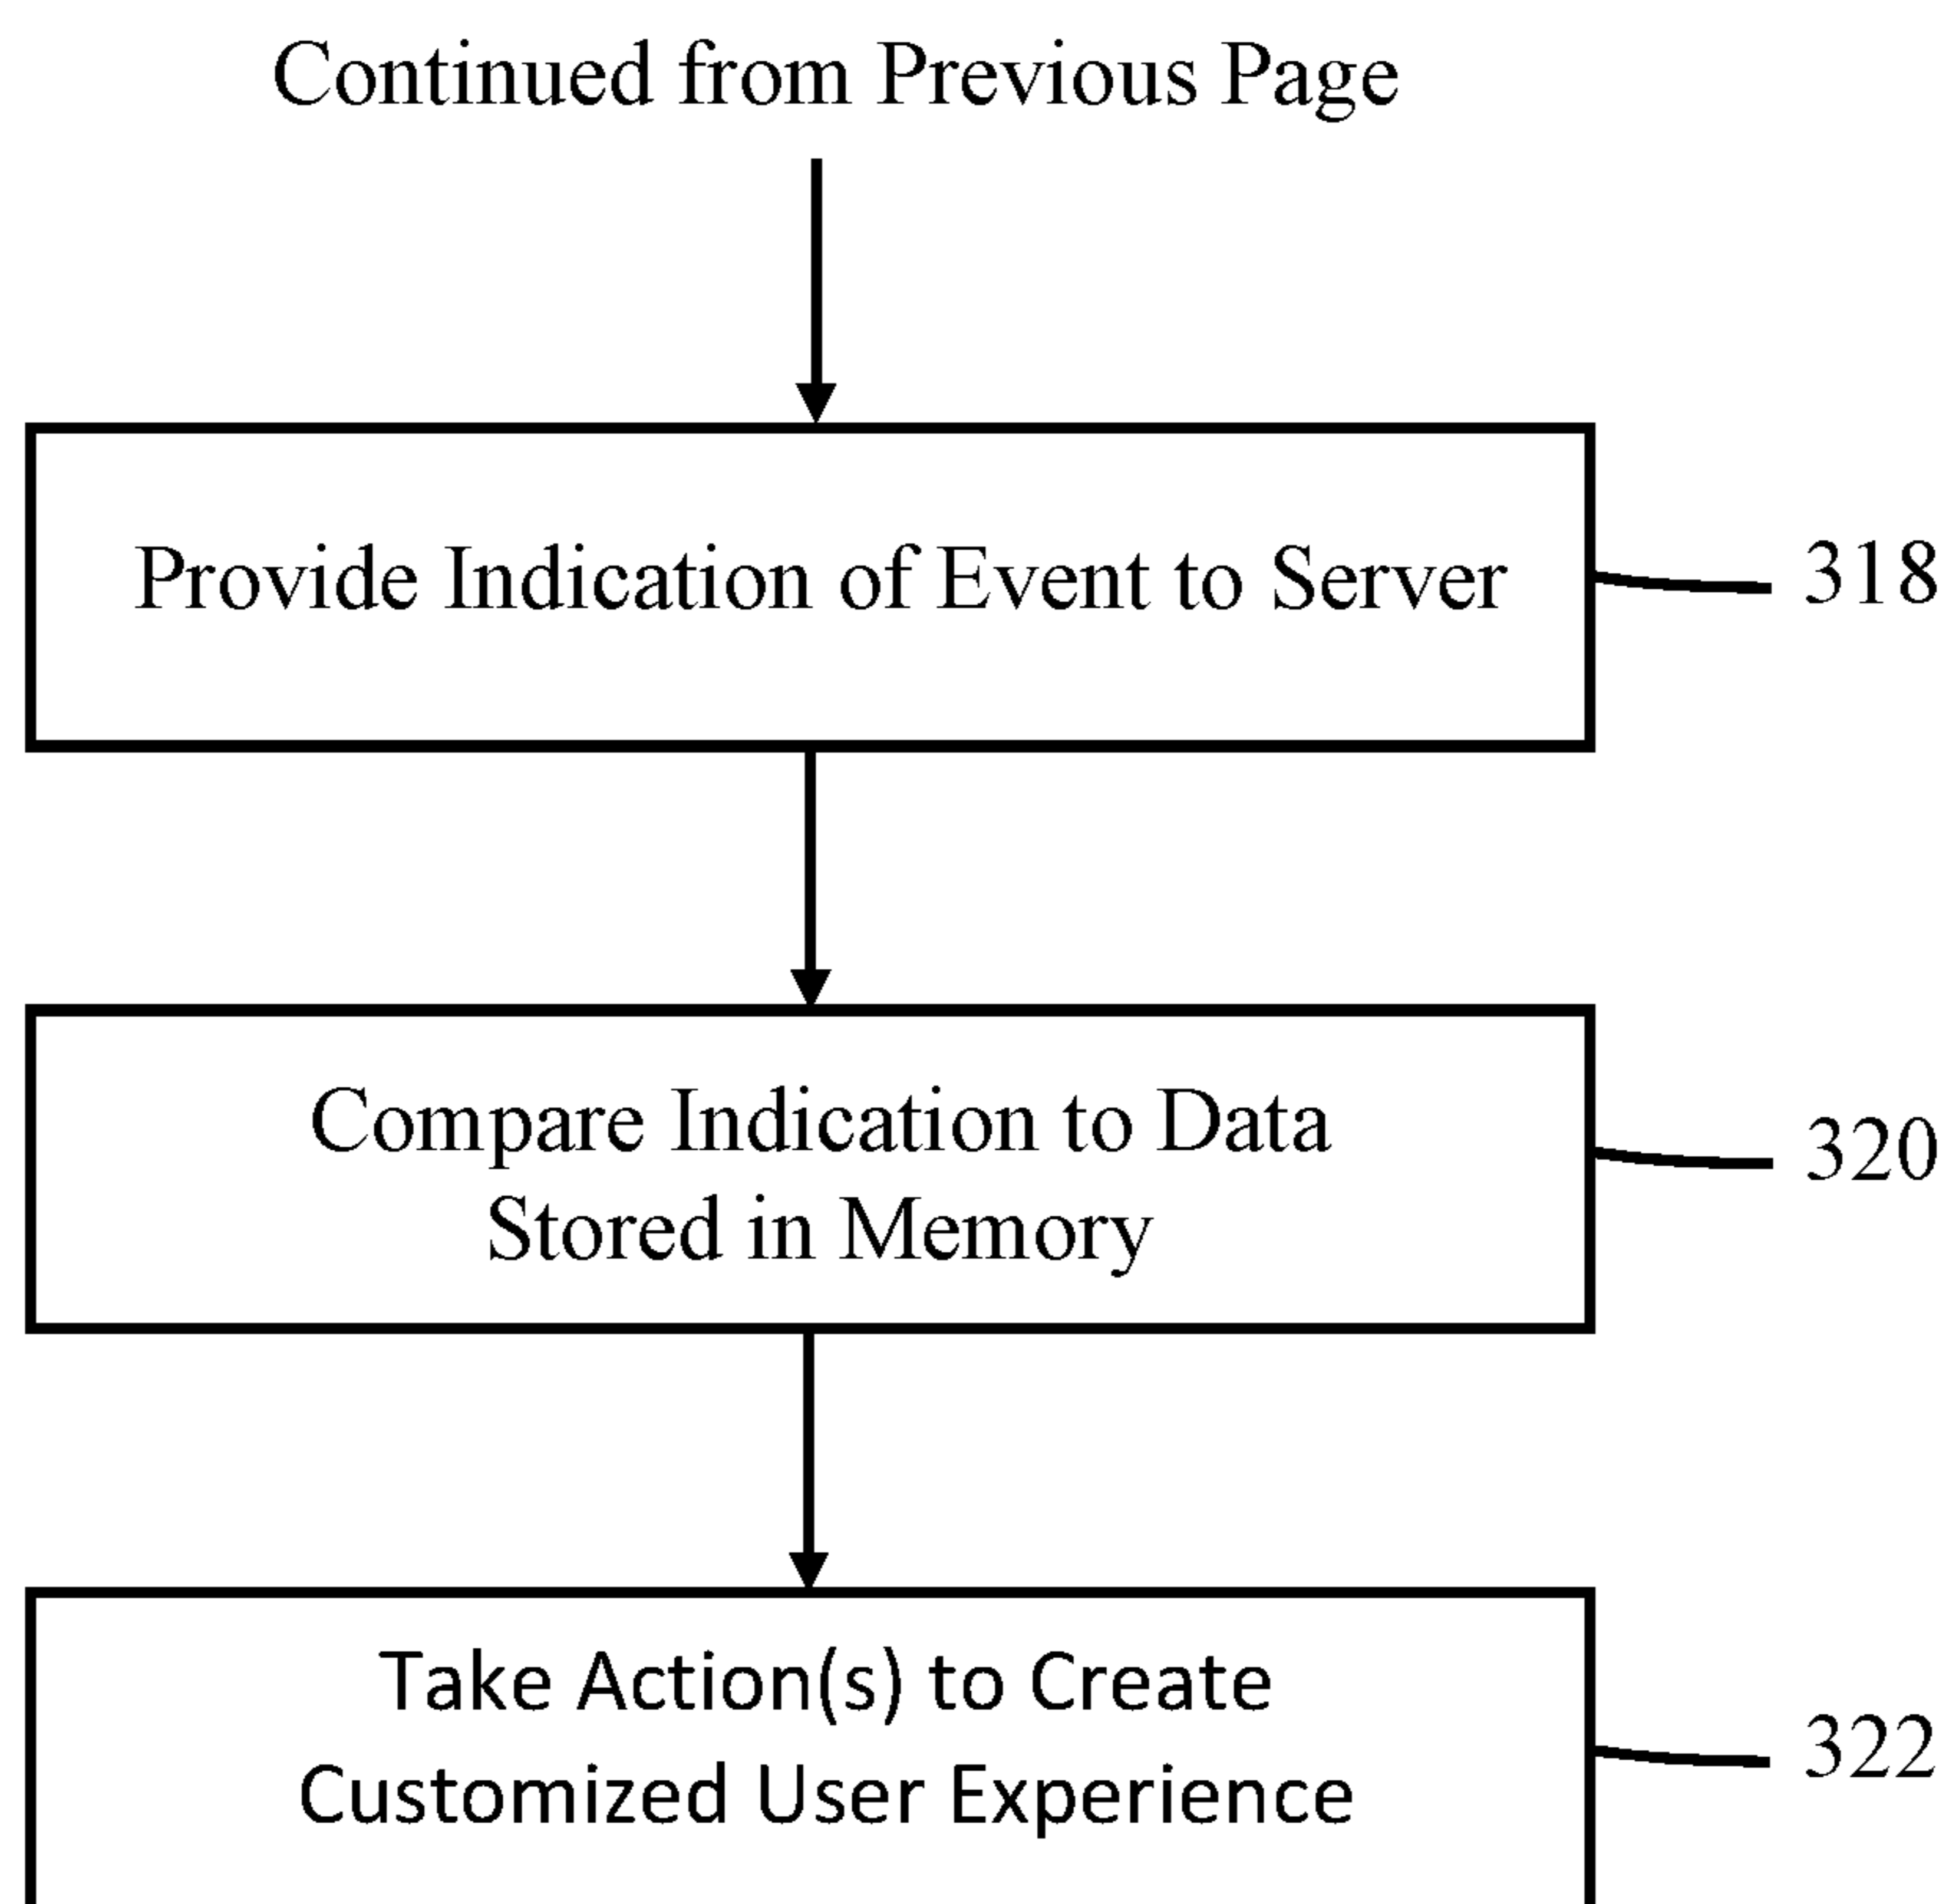 Continued from Previous Page
Provide Indication of Event to Server
318
Compare Indication to Data
Stored in Memory
320
Take Action(s) to Create
Customized User Experience
322